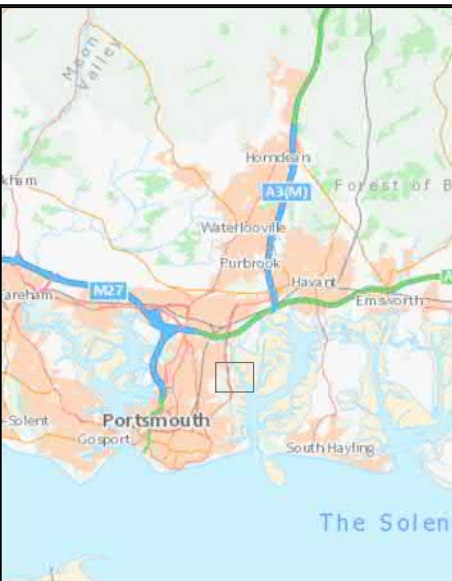 Meon
Valley
Horndean
kham
A3(M)
Forest of B
Waterlooville
Purbrook
Havant
M27
A
areham
Emsworth
-Solent
Portsmouth
Gosport
South Hayling
The Solen